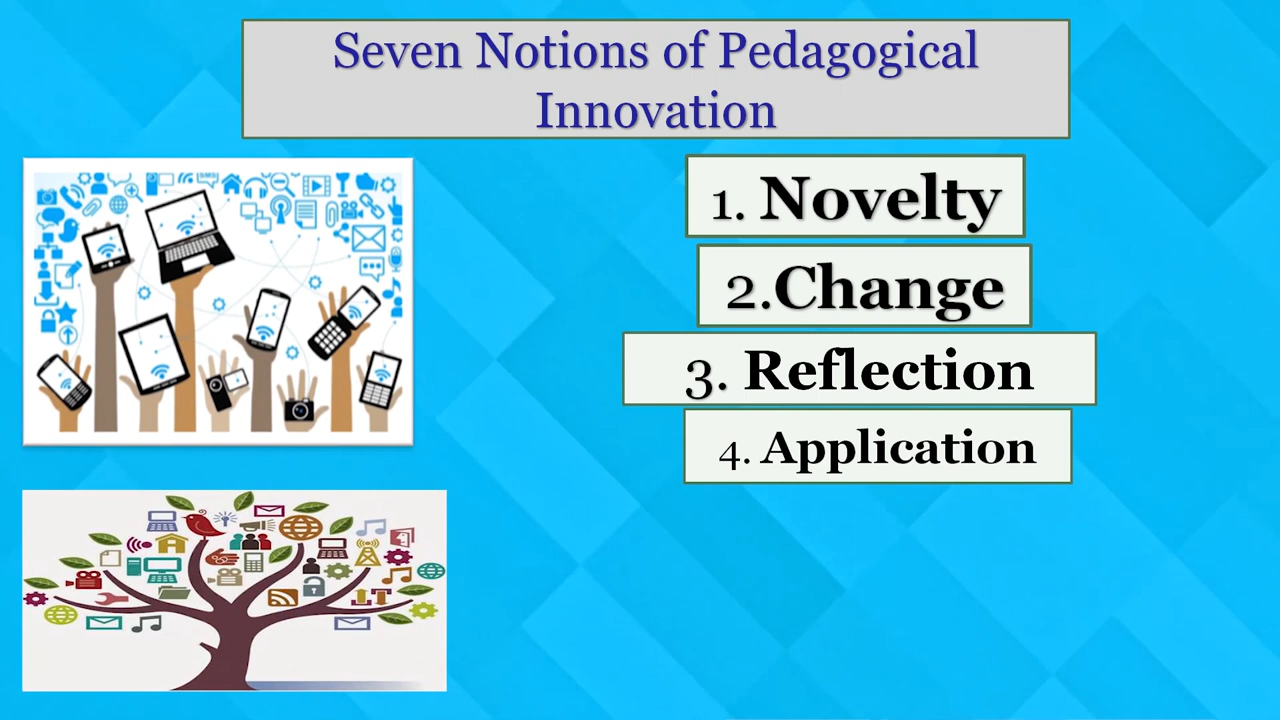 Seven Notions of Pedagogical
Innovation
1. Novelty
2.Change
3. Reflection
4. Application